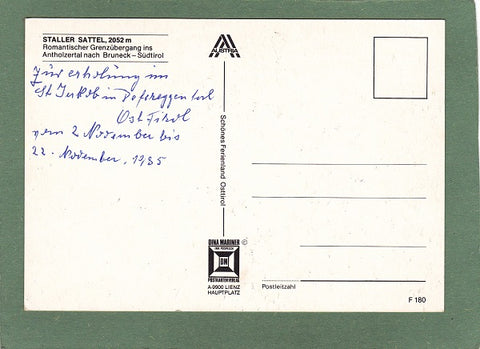 STALLER SATTEL, 2052 m
Romantischer Grenzübergang ins
Antholzertal nach Bruneck – Südtirol
Zur erholung im
St Jakob in Defereggen tal
Ost Tirol
vom 2 November bis
22. November, 1985
AUSTRIA
Schönes Ferienland Osttirol
DINA MARINER ©
DM
POSTKARTENVERLAG
A-9900 LIENZ
HAUPTPLATZ
Postleitzahl
F 180